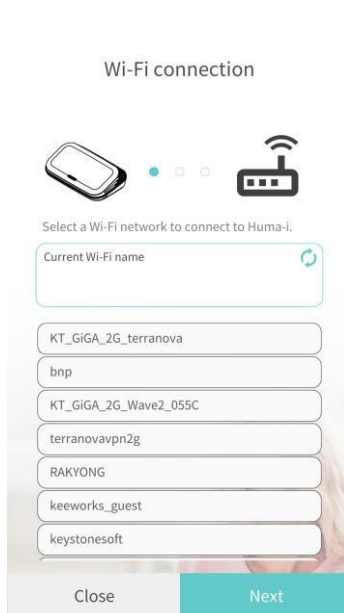 Wi-Fi connection
Select a Wi-Fi network to connect to Huma-i.
Current Wi-Fi name
KT_GiGA_2G_terranova
bnp
KT_GiGA_2G_Wave2_055C
terranovavpn2g
RAKYONG
keeworks_guest
keystonesoft
Close
Next